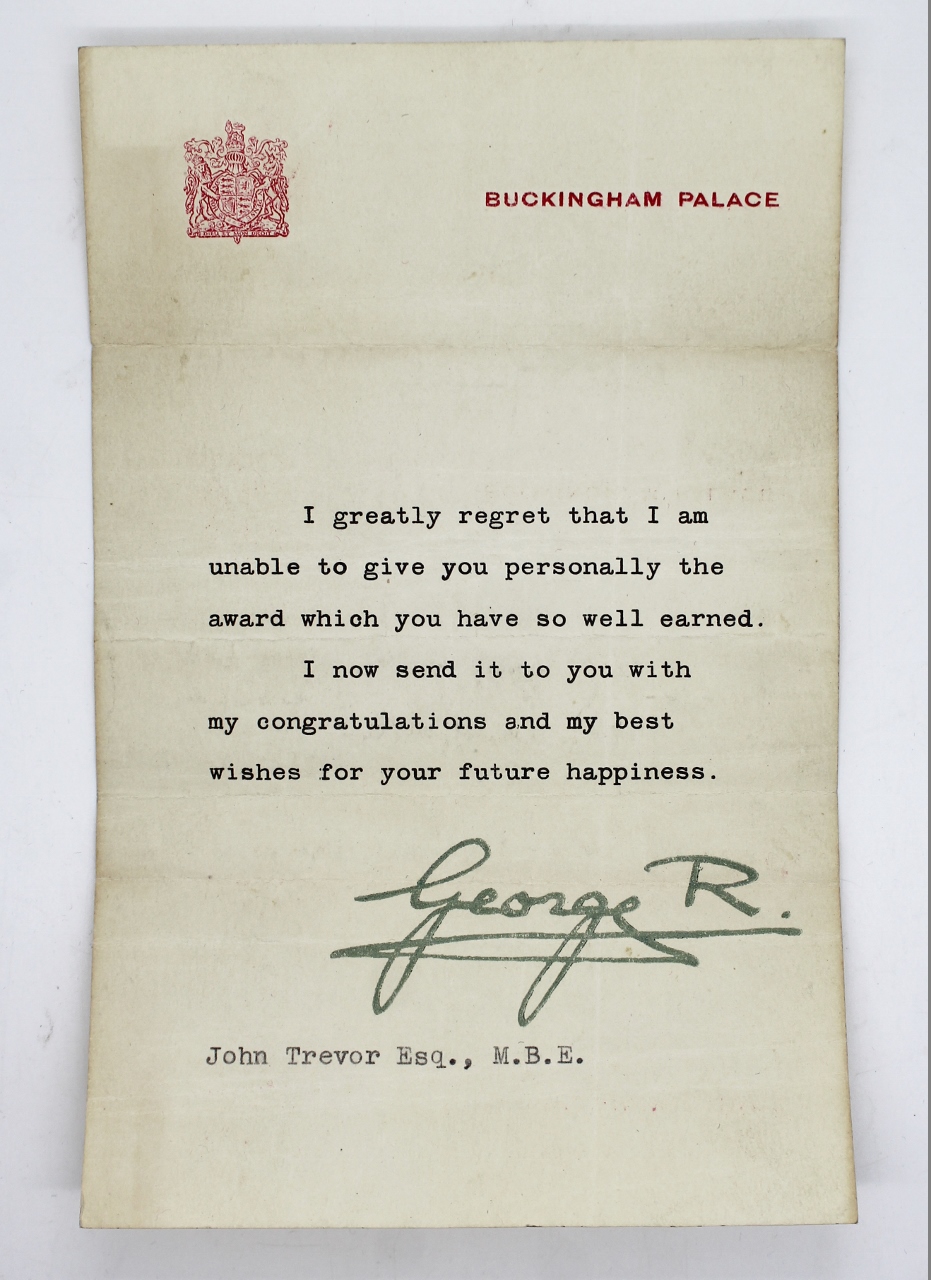 BUCKINGHAM PALACE
I greatly regret that I am
unable to give you personally the
award which you have so well earned.
I now send it to you with
my congratulations and my best
wishes for your future happiness.
George R.
John Trevor Esq., M.B.E.